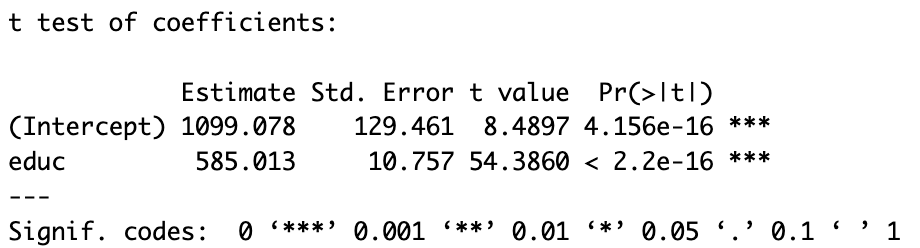 t test of coefficients:
            Estimate Std. Error t value  Pr(>|t|)
(Intercept) 1099.078    129.461  8.4897 4.156e-16 ***
educ         585.013     10.757 54.3860 < 2.2e-16 ***
---
Signif. codes:  0 ‘***’ 0.001 ‘**’ 0.01 ‘*’ 0.05 ‘.’ 0.1 ‘ ’ 1